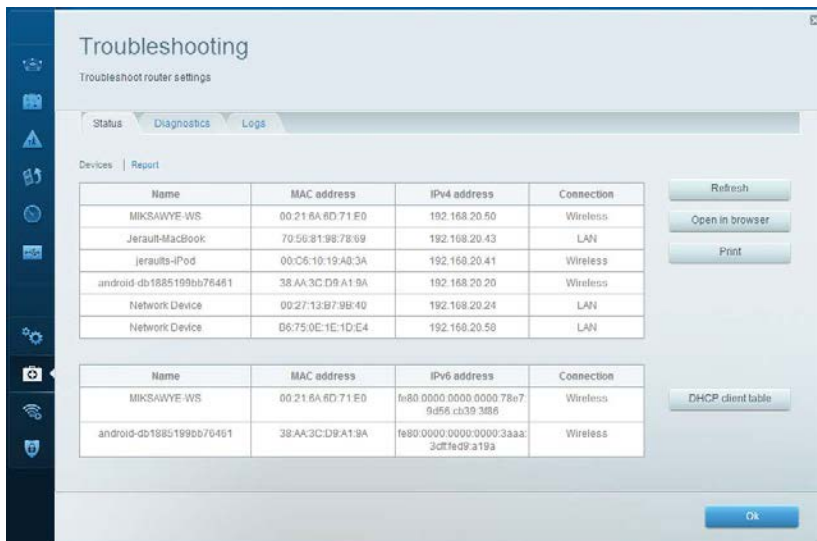 Troubleshooting
Troubleshoot router settings
Status Diagnostics Logs
Devices | Report
Name MAC address IPv4 address Connection
MIKSAWYE-WS 00:21:6A:6D:71:E0 192.168.20.50 Wireless
Jerault-MacBook 70:56:81:98:78:69 192.168.20.43 LAN
jeraults-iPod 00:C6:10:19:A8:3A 192.168.20.41 Wireless
android-db1885199bb76461 38:AA:3C:D9:A1:9A 192.168.20.20 Wireless
Network Device 00:27:13:B7:9B:40 192.168.20.24 LAN
Network Device B6:75:0E:1E:1D:E4 192.168.20.58 LAN
Refresh
Open in browser
Print
Name MAC address IPv6 address Connection
MIKSAWYE-WS 00:21:6A:6D:71:E0 fe80:0000:0000:0000:78e7: Wireless
9d56:cb39:3f86
android-db1885199bb76461 38:AA:3C:D9:A1:9A fe80:0000:0000:0000:3aaa: Wireless
3cff:fed9:a19a
DHCP client table
Ok